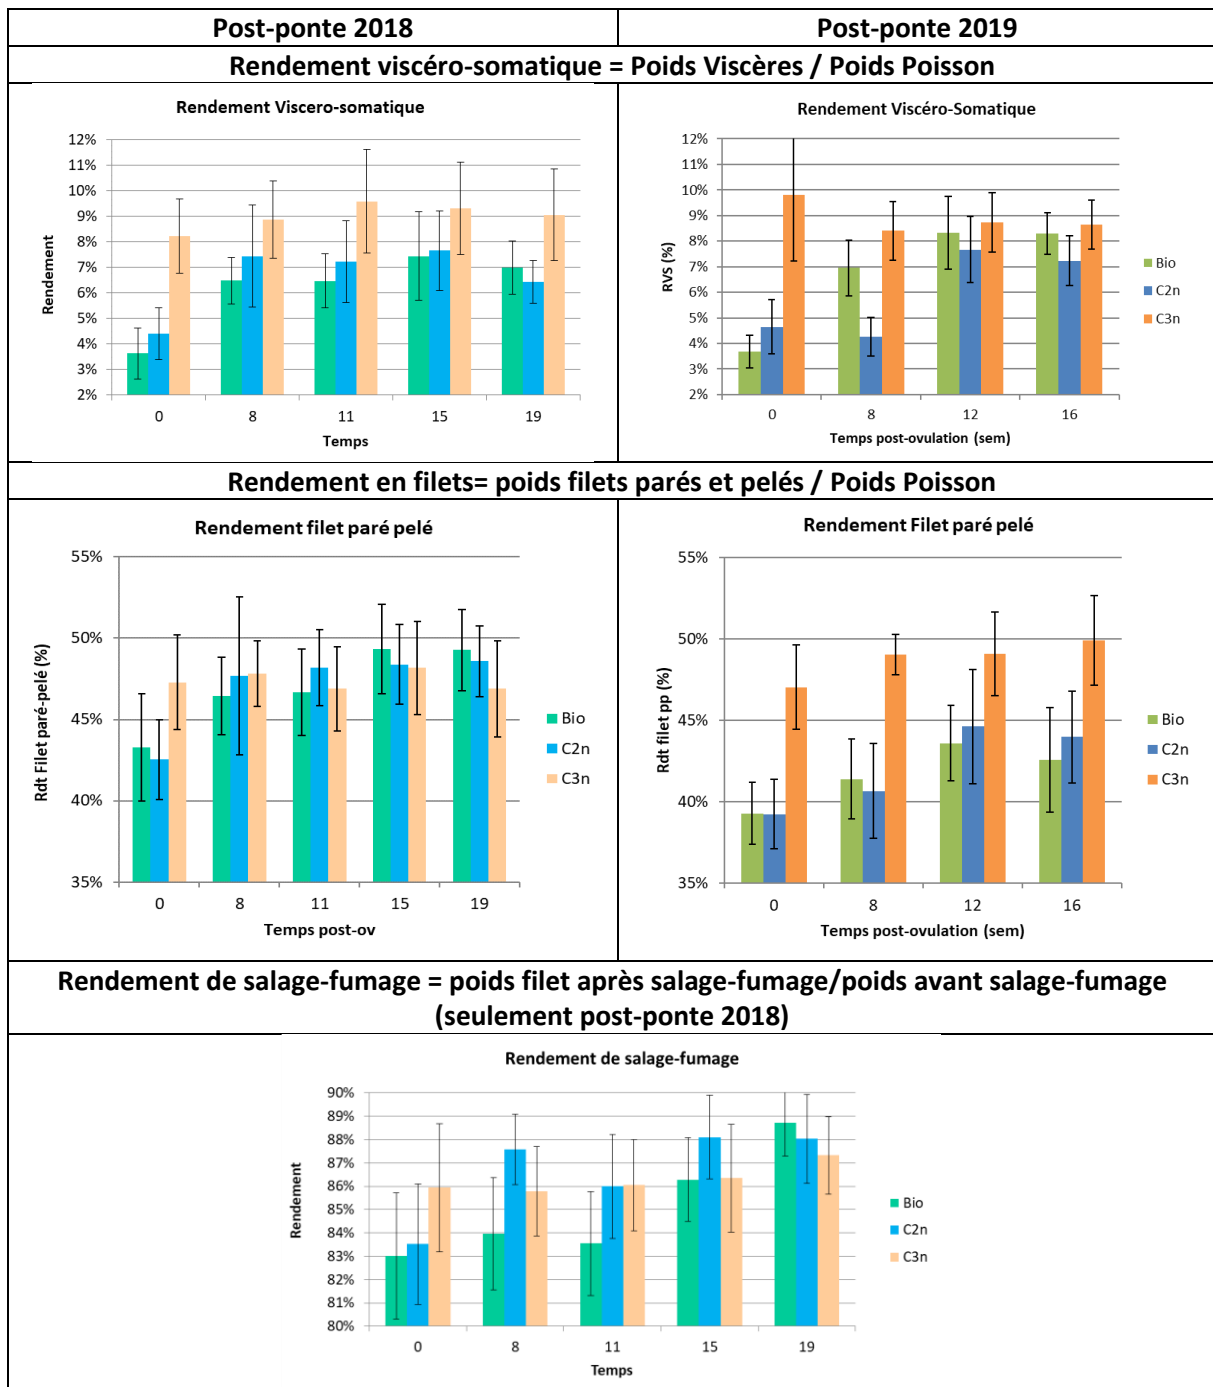 Post-ponte 2018
Post-ponte 2019
Rendement viscéro-somatique = Poids Viscères / Poids Poisson
Rendement Viscero-somatique
12%
11%
10%
9%
8%
7%
6%
5%
4%
3%
2%
Rendement
0 8 11 15 19
Temps
Rendement Viscéro-Somatique
12%
11%
10%
9%
8%
7%
6%
5%
4%
3%
2%
RVS (%)
0 8 12 16
Temps post-ovulation (sem)
Bio
C2n
C3n
Rendement en filets= poids filets parés et pelés / Poids Poisson
Rendement filet paré pelé
55%
50%
45%
40%
35%
Rdt Filet paré-pelé (%)
0 8 11 15 19
Temps post-ov
Bio
C2n
C3n
Rendement Filet paré pelé
55%
50%
45%
40%
35%
Rdt filet pp (%)
0 8 12 16
Temps post-ovulation (sem)
Bio
C2n
C3n
Rendement de salage-fumage = poids filet après salage-fumage/poids avant salage-fumage
(seulement post-ponte 2018)
Rendement de salage-fumage
90%
89%
88%
87%
86%
85%
84%
83%
82%
81%
80%
Rendement
0 8 11 15 19
Temps
Bio
C2n
C3n